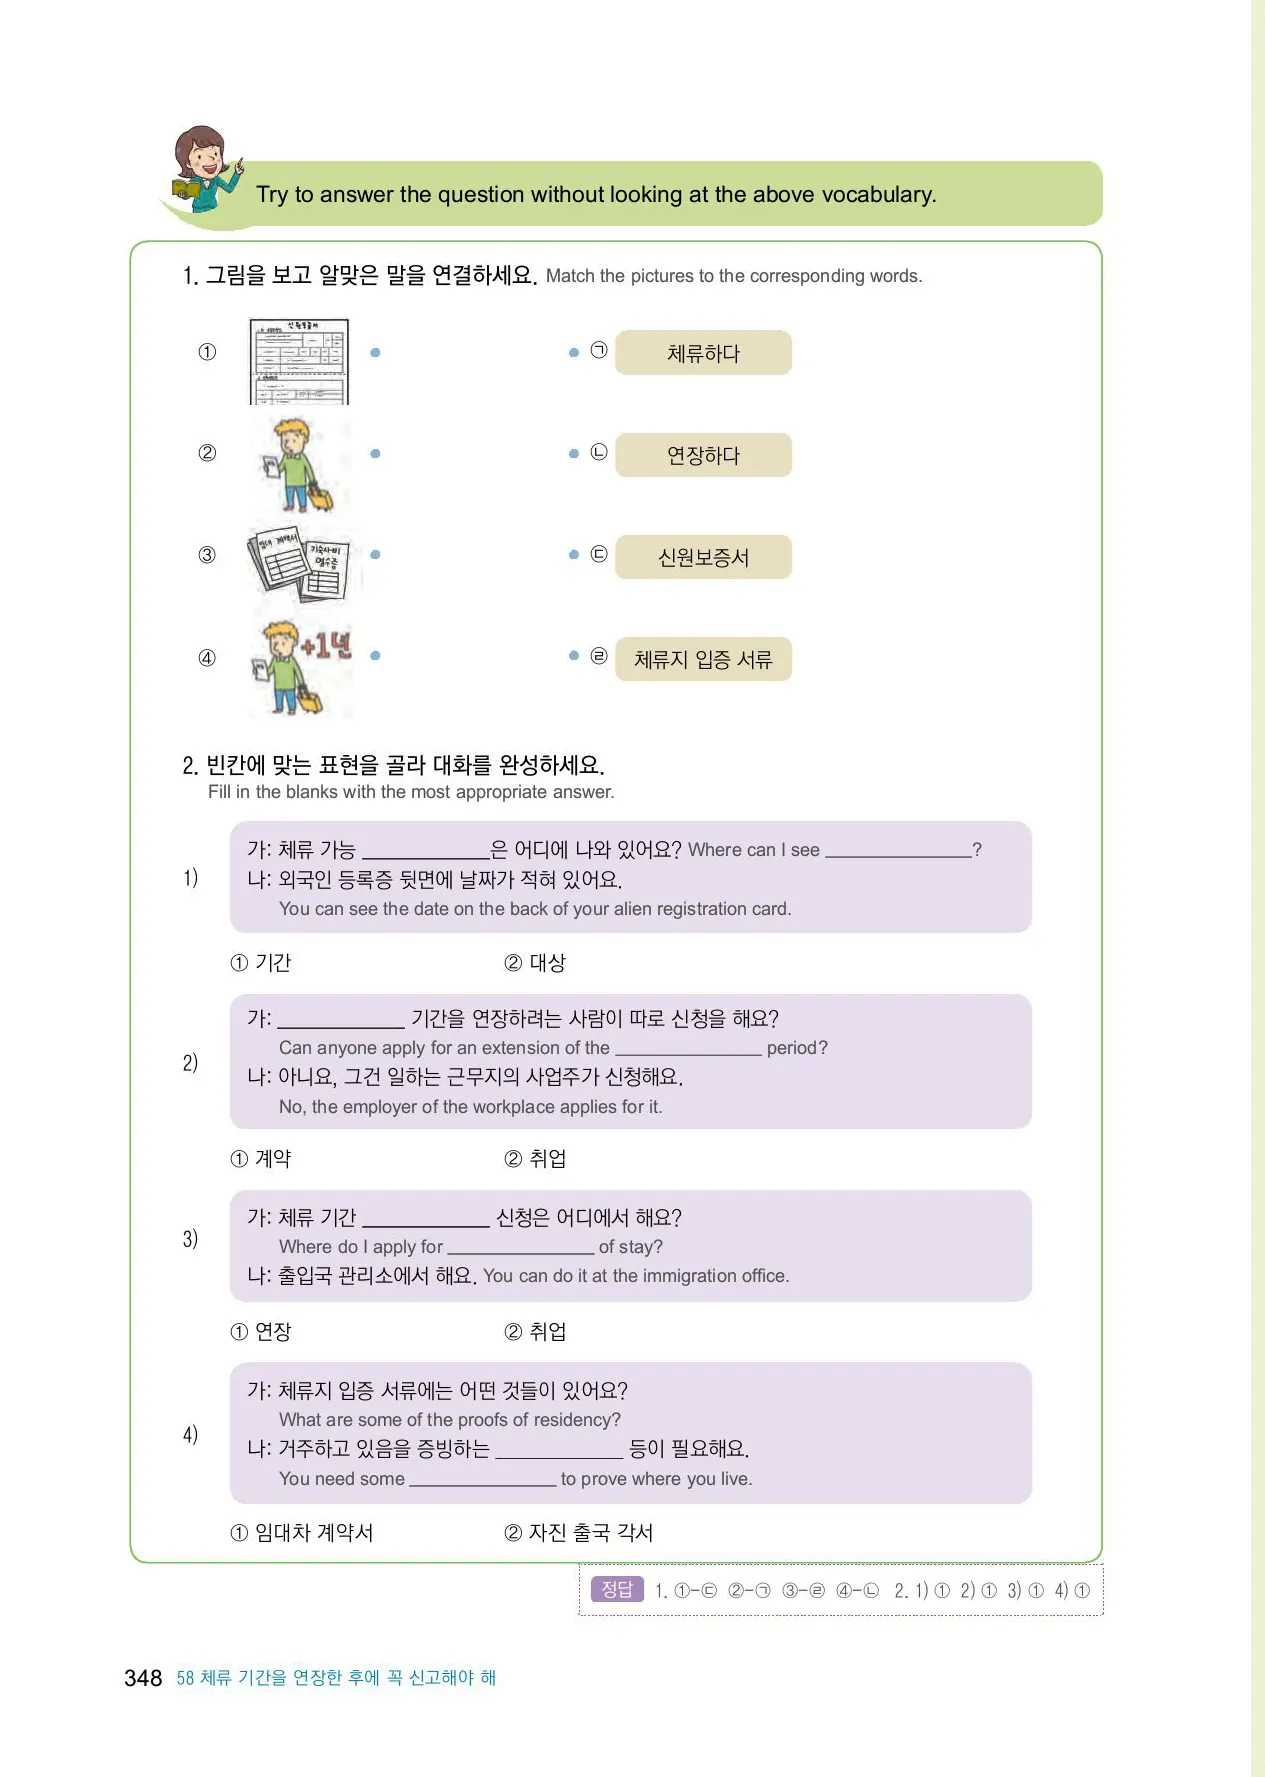 Try to answer the question without looking at the above vocabulary.
1. 그림을 보고 알맞은 말을 연결하세요. Match the pictures to the corresponding words.
①
신원보증서
㉠ 체류하다
②
㉡ 연장하다
③
임대 계약서
기숙사비
영수증
㉢ 신원보증서
④
+1년
㉣ 체류지 입증 서류
2. 빈칸에 맞는 표현을 골라 대화를 완성하세요.
Fill in the blanks with the most appropriate answer.
1)
가: 체류 가능 ____________은 어디에 나와 있어요? Where can I see ______________?
나: 외국인 등록증 뒷면에 날짜가 적혀 있어요.
You can see the date on the back of your alien registration card.
① 기간 ② 대상
2)
가: ____________ 기간을 연장하려는 사람이 따로 신청을 해요?
Can anyone apply for an extension of the ______________ period?
나: 아니요, 그건 일하는 근무지의 사업주가 신청해요.
No, the employer of the workplace applies for it.
① 계약 ② 취업
3)
가: 체류 기간 ____________ 신청은 어디에서 해요?
Where do I apply for ______________ of stay?
나: 출입국 관리소에서 해요. You can do it at the immigration office.
① 연장 ② 취업
4)
가: 체류지 입증 서류에는 어떤 것들이 있어요?
What are some of the proofs of residency?
나: 거주하고 있음을 증빙하는 ____________ 등이 필요해요.
You need some ______________ to prove where you live.
① 임대차 계약서 ② 자진 출국 각서
정답 1. ①-㉢ ②-㉠ ③-㉣ ④-㉡ 2. 1) ① 2) ① 3) ① 4) ①
348 58 체류 기간을 연장한 후에 꼭 신고해야 해